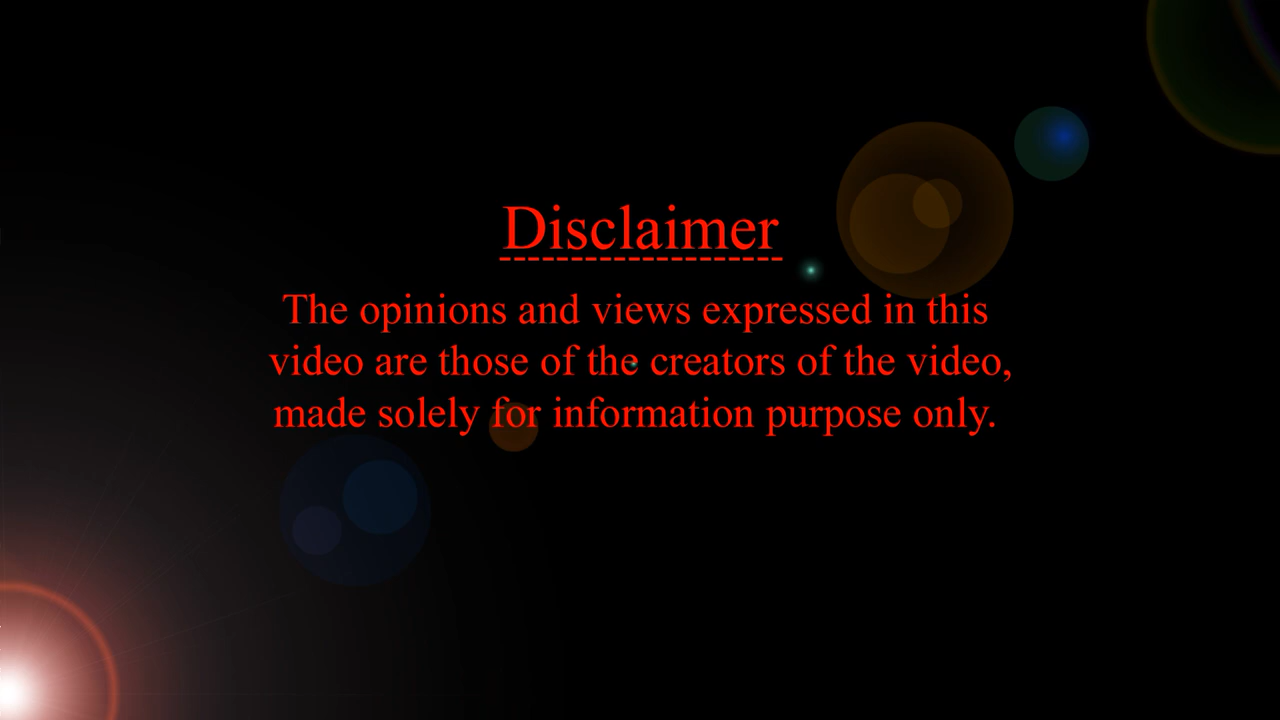 Disclaimer
The opinions and views expressed in this
video are those of the creators of the video,
made solely for information purpose only.